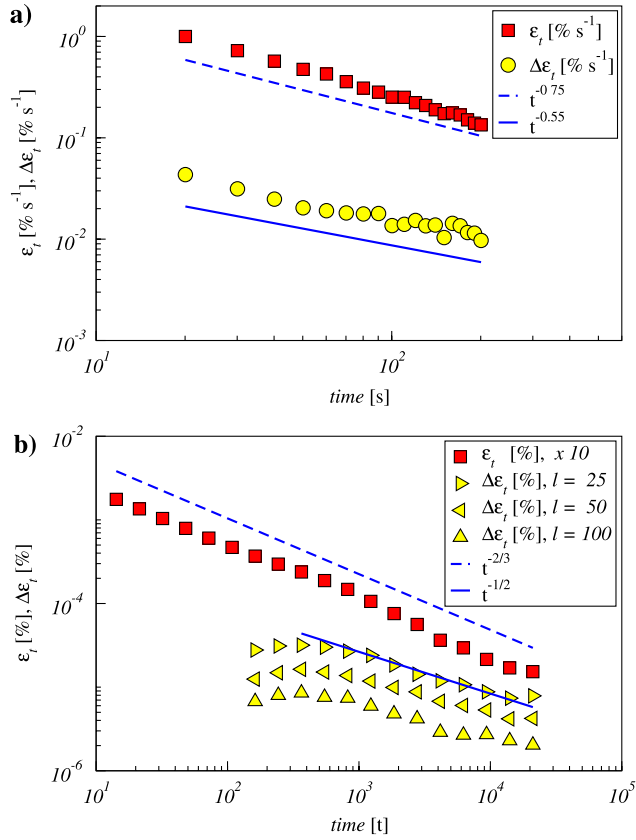 a)
ε_t [% s^-1], Δε_t [% s^-1]
10^0
10^-1
10^-2
10^-3
10^1
10^2
time [s]
ε_t [% s^-1]
Δε_t [% s^-1]
t^-0 75
t^-0.55
b)
ε_t [%], Δε_t [%]
10^-2
10^-4
10^-6
10^1
10^2
10^3
10^4
10^5
time [t]
ε_t [%], x 10
Δε_t [%], l = 25
Δε_t [%], l = 50
Δε_t [%], l = 100
t^-2/3
t^-1/2